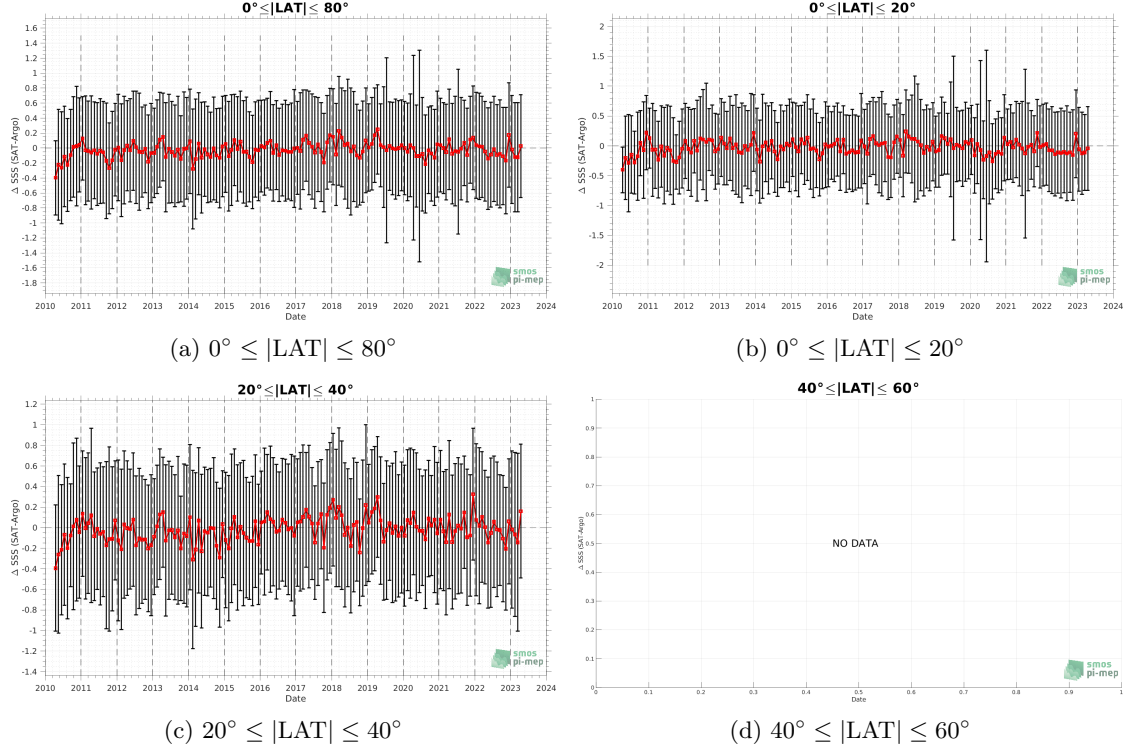 0°≤|LAT|≤ 80°
Δ SSS (SAT-Argo)
1.6
1.4
1.2
1
0.8
0.6
0.4
0.2
0
-0.2
-0.4
-0.6
-0.8
-1
-1.2
-1.4
-1.6
-1.8
2010 2011 2012 2013 2014 2015 2016 2017 2018 2019 2020 2021 2022 2023 2024
Date
smos
pi-mep
(a) 0° ≤ |LAT| ≤ 80°
0°≤|LAT|≤ 20°
Δ SSS (SAT-Argo)
2
1.5
1
0.5
0
-0.5
-1
-1.5
-2
2010 2011 2012 2013 2014 2015 2016 2017 2018 2019 2020 2021 2022 2023 2024
Date
smos
pi-mep
(b) 0° ≤ |LAT| ≤ 20°
20°≤|LAT|≤ 40°
Δ SSS (SAT-Argo)
1.2
1
0.8
0.6
0.4
0.2
0
-0.2
-0.4
-0.6
-0.8
-1
-1.2
-1.4
2010 2011 2012 2013 2014 2015 2016 2017 2018 2019 2020 2021 2022 2023 2024
Date
smos
pi-mep
(c) 20° ≤ |LAT| ≤ 40°
40°≤|LAT|≤ 60°
Δ SSS (SAT-Argo)
1
0.9
0.8
0.7
0.6
0.5
0.4
0.3
0.2
0.1
0
NO DATA
0 0.1 0.2 0.3 0.4 0.5 0.6 0.7 0.8 0.9 1
Date
smos
pi-mep
(d) 40° ≤ |LAT| ≤ 60°